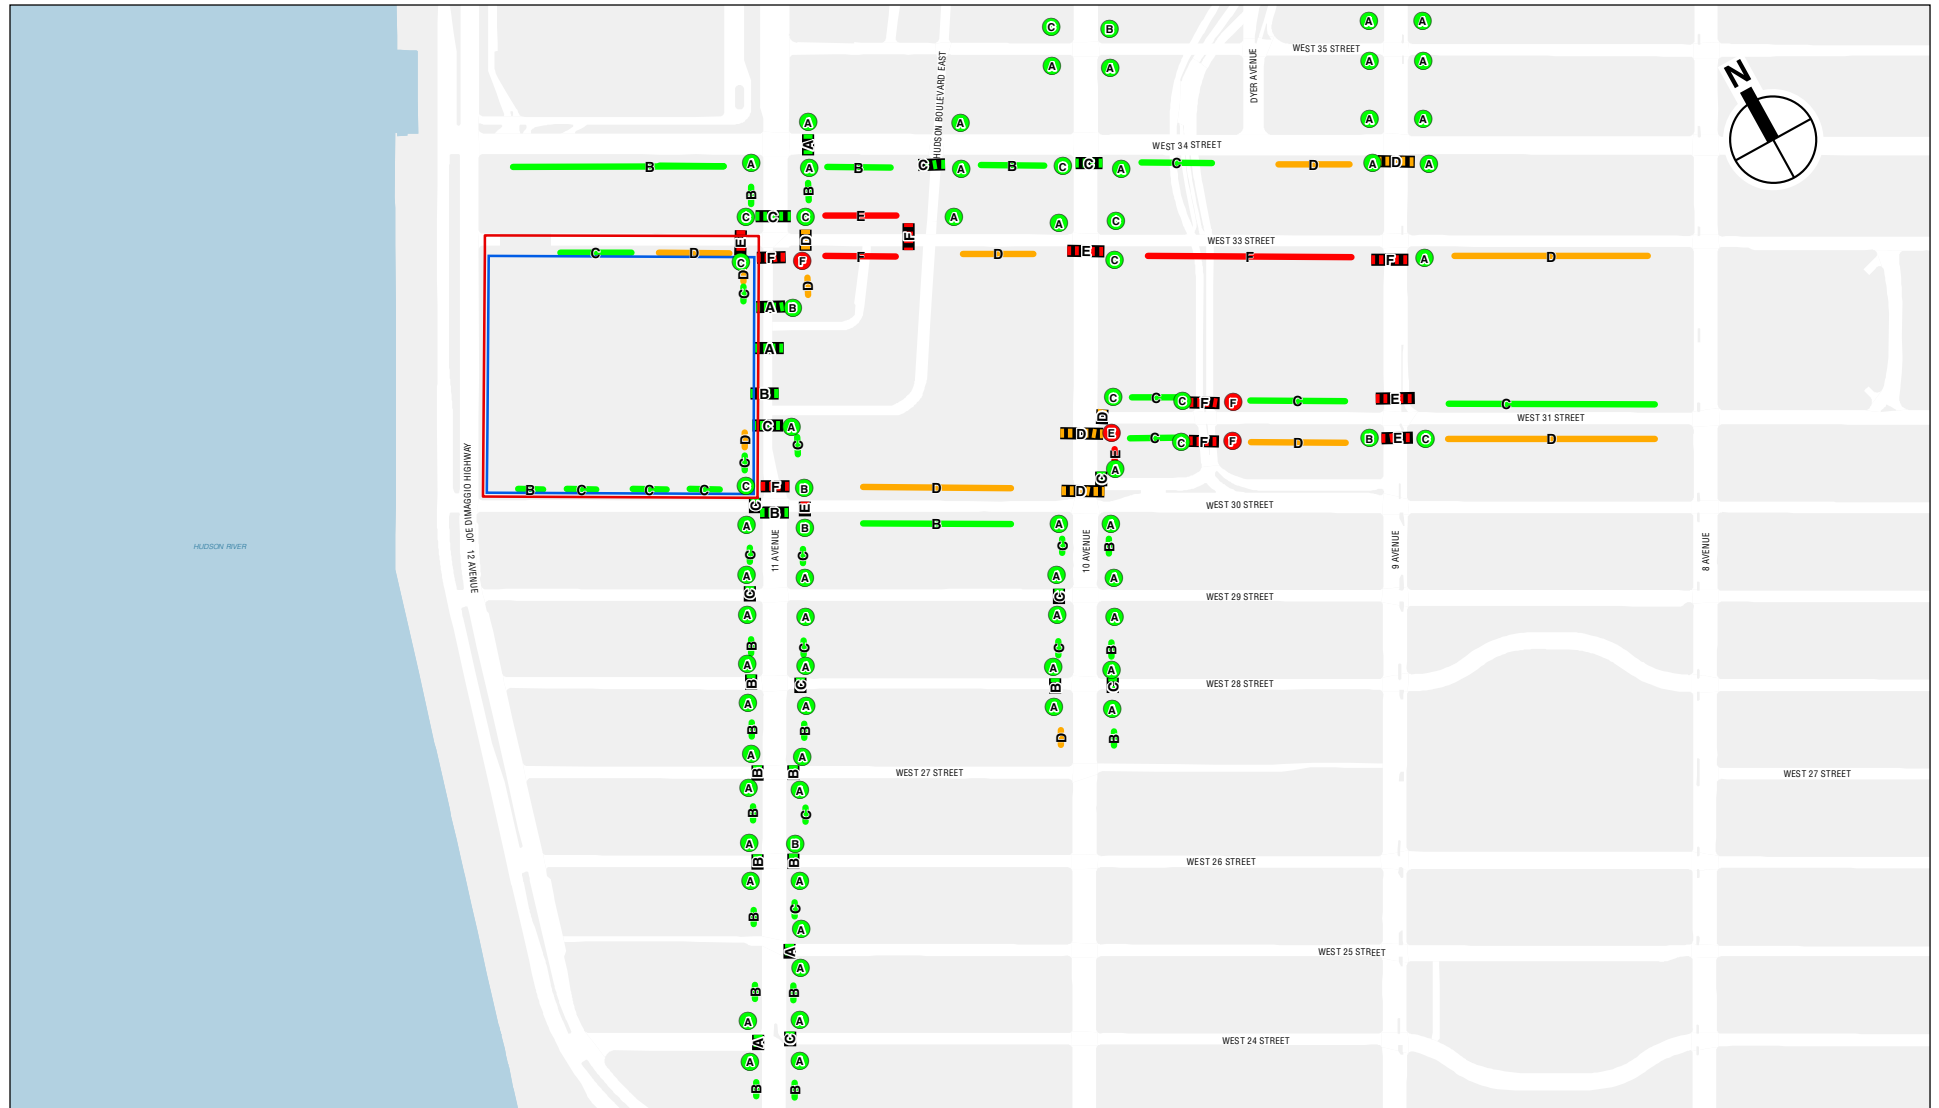 C B A A
WEST 35 STREET
N
A A A A
DYER AVENUE
HUDSON BOULEVARD EAST
A A A A
A
WEST 34 STREET
B A A B C A B C C A C D A D A
B B
C C C E A A C
E D F
WEST 33 STREET
C D C F F F D E C F F A D
D D
C A B
A
B
C C C F F C E C
D
WEST 31 STREET
C A D E C C F F D B E C D
D C
C E A
C
B C C C C F B D D
C B E
WEST 30 STREET
A B B A A
JOE DIMAGGIO HIGHWAY
12 AVENUE
11 AVENUE
10 AVENUE
9 AVENUE
8 AVENUE
HUDSON RIVER
C C C B
A A A A
C C
WEST 29 STREET
A A A A
B C C B
A A A A
B C B C
WEST 28 STREET
A A A A
B B D B
A A
B B
WEST 27 STREET
WEST 27 STREET
A A
B C
A B
B B
WEST 26 STREET
A A
B C
A
A
WEST 25 STREET
A
B B
A A
A C
WEST 24 STREET
A A
B B